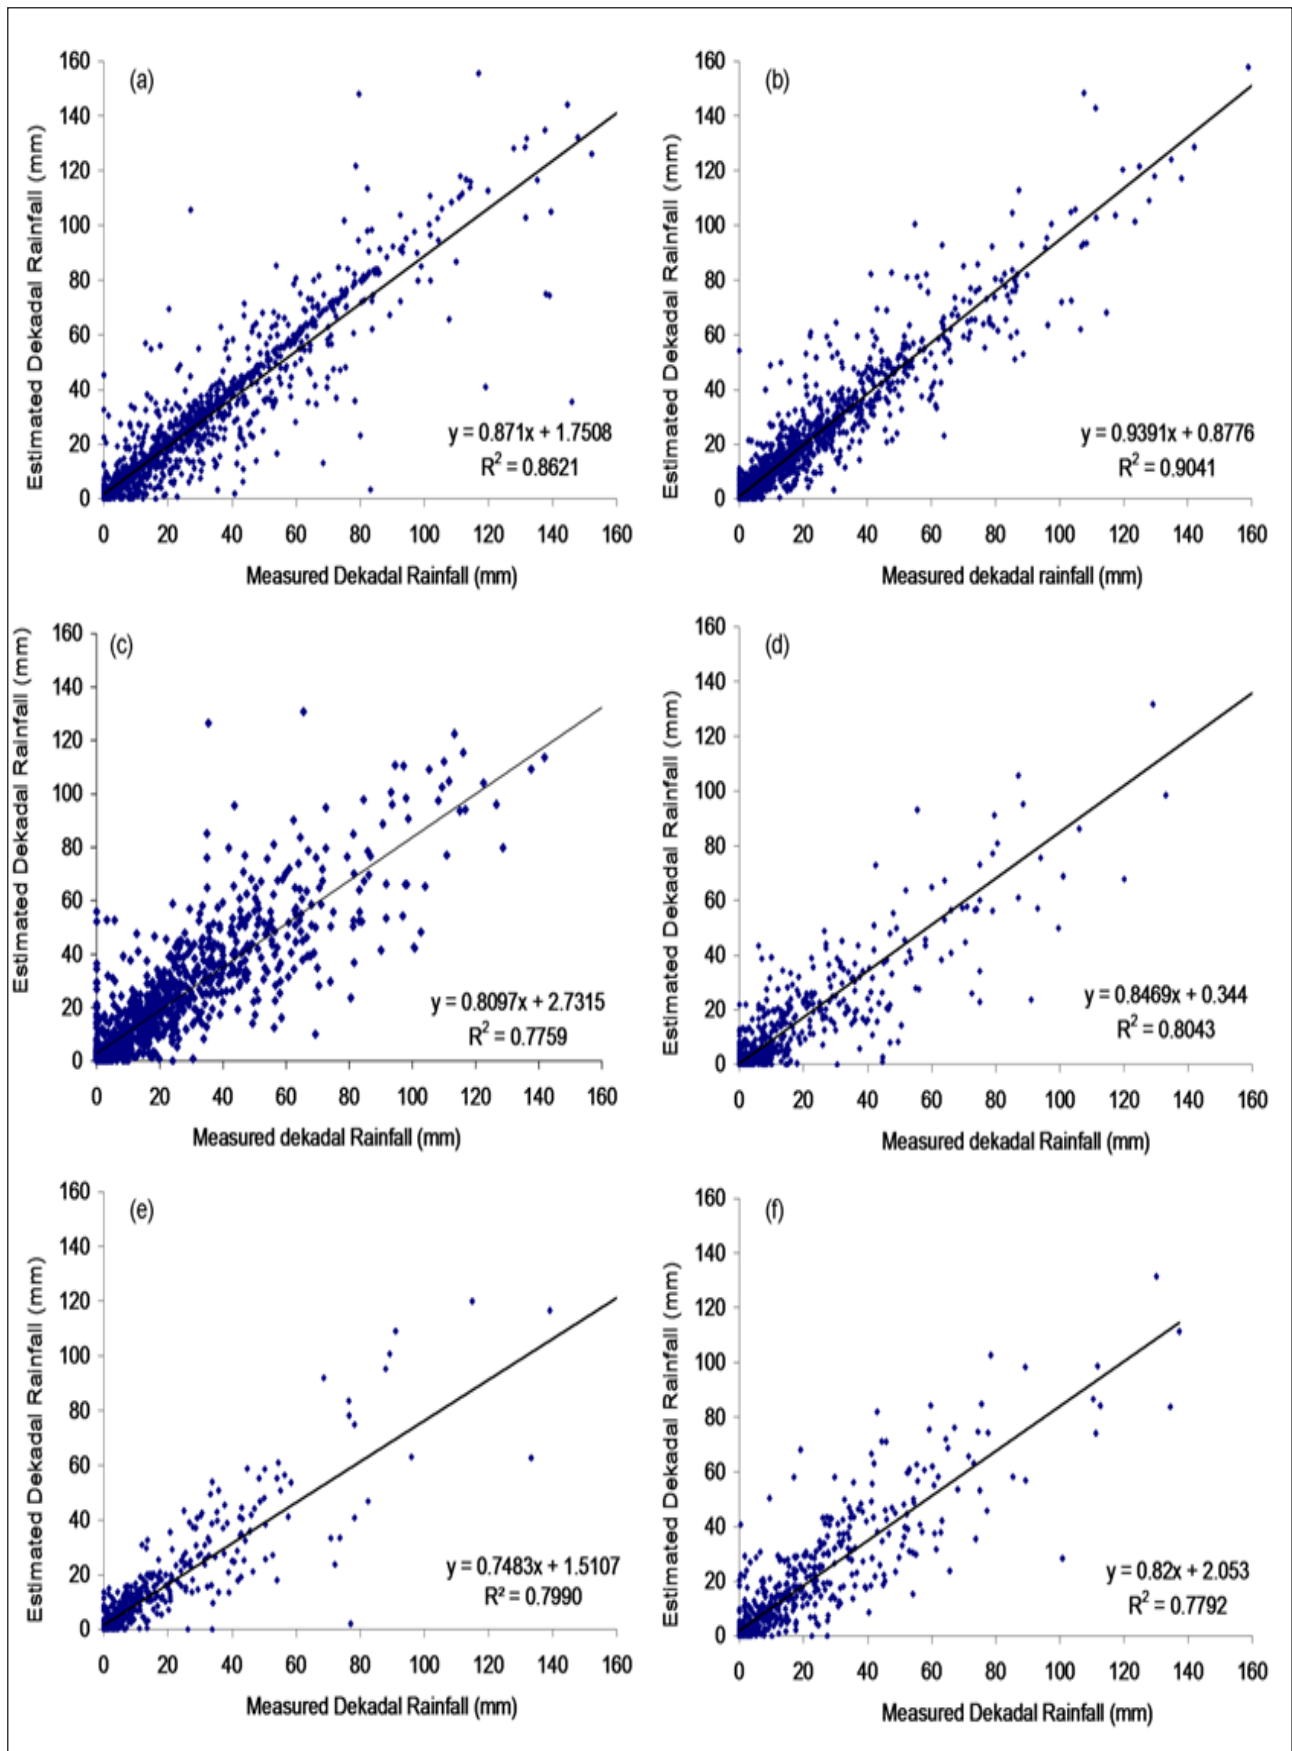 (a)
160
140
120
100
80
60
40
20
0
Estimated Dekadal Rainfall (mm)
y = 0.871x + 1.7508
R² = 0.8621
0 20 40 60 80 100 120 140 160
Measured Dekadal Rainfall (mm)
(b)
160
140
120
100
80
60
40
20
0
Estimated Dekadal Rainfall (mm)
y = 0.9391x + 0.8776
R² = 0.9041
0 20 40 60 80 100 120 140 160
Measured dekadal rainfall (mm)
(c)
160
140
120
100
80
60
40
20
0
Estimated Dekadal Rainfall (mm)
y = 0.8097x + 2.7315
R² = 0.7759
0 20 40 60 80 100 120 140 160
Measured dekadal Rainfall (mm)
(d)
160
140
120
100
80
60
40
20
0
Estimated Dekadal Rainfall (mm)
y = 0.8469x + 0.344
R² = 0.8043
0 20 40 60 80 100 120 140 160
Measured dekadal Rainfall (mm)
(e)
160
140
120
100
80
60
40
20
0
Estimated Dekadal Rainfall (mm)
y = 0.7483x + 1.5107
R² = 0.7990
0 20 40 60 80 100 120 140 160
Measured Dekadal Rainfall (mm)
(f)
160
140
120
100
80
60
40
20
0
Estimated Dekadal Rainfall (mm)
y = 0.82x + 2.053
R² = 0.7792
0 20 40 60 80 100 120 140 160
Measured Dekadal Rainfall (mm)